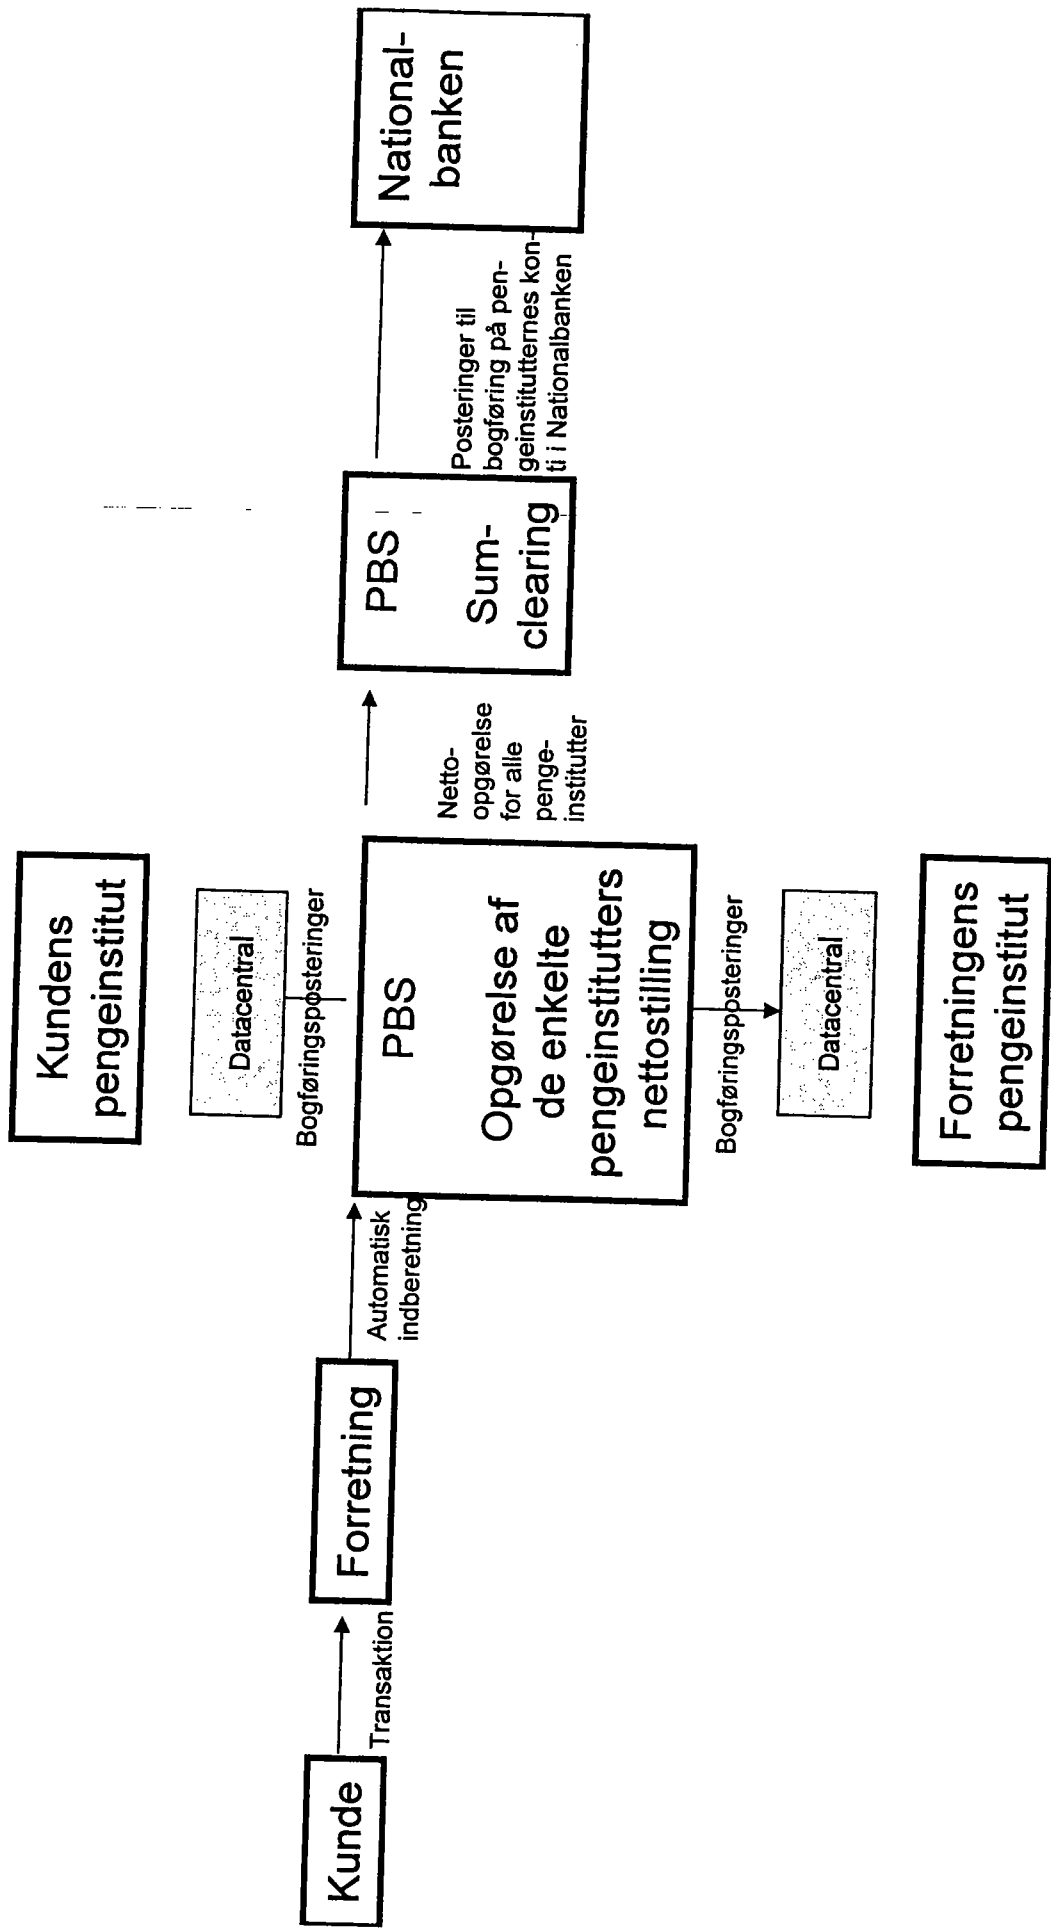 Kundens
pengeinstitut
Datacentral
Bogføringsposteringer
Kunde
Transaktion
Forretning
Automatisk
indberetning
PBS
Opgørelse af
de enkelte
pengeinstitutters
nettostilling
Netto-
opgørelse
for alle
penge-
institutter
PBS
Sum-
clearing
Posteringer til
bogføring på pen-
geinstitutternes kon-
ti i Nationalbanken
National-
banken
Bogføringsposteringer
Datacentral
Forretningens
pengeinstitut